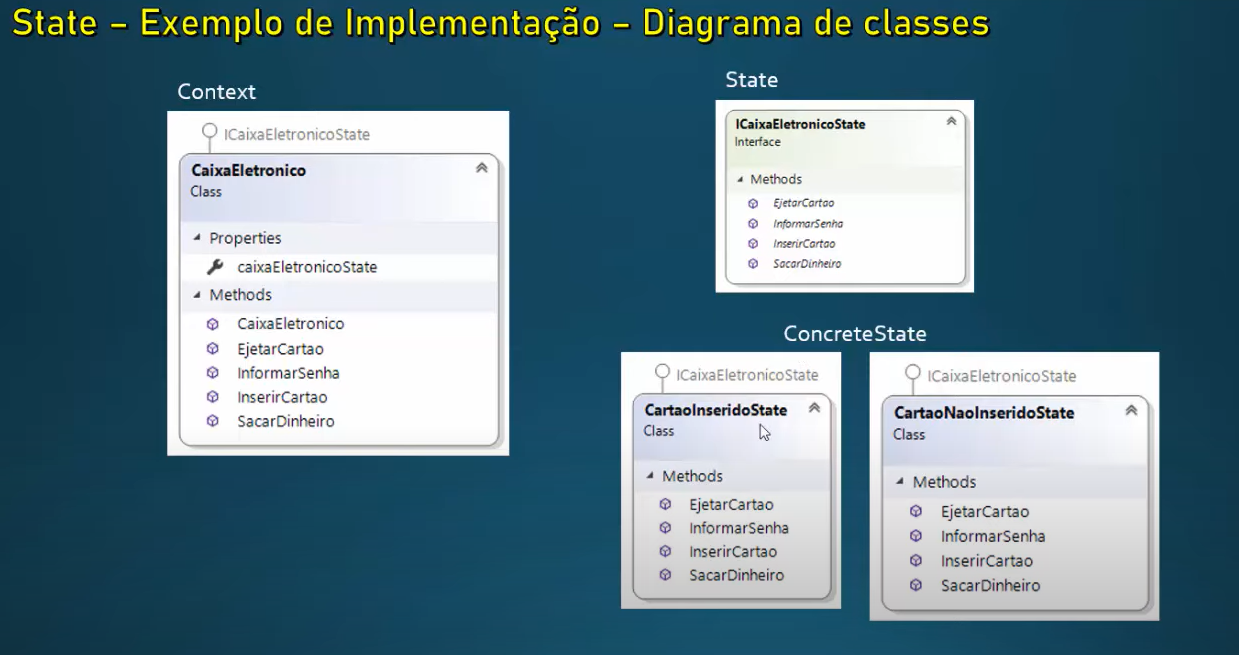 State – Exemplo de Implementação – Diagrama de classes
Context
ICaixaEletronicoState
CaixaEletronico
Class
Properties
caixaEletronicoState
Methods
CaixaEletronico
EjetarCartao
InformarSenha
InserirCartao
SacarDinheiro
State
ICaixaEletronicoState
Interface
Methods
EjetarCartao
InformarSenha
InserirCartao
SacarDinheiro
ConcreteState
ICaixaEletronicoState
CartaoInseridoState
Class
Methods
EjetarCartao
InformarSenha
InserirCartao
SacarDinheiro
ICaixaEletronicoState
CartaoNaoInseridoState
Class
Methods
EjetarCartao
InformarSenha
InserirCartao
SacarDinheiro